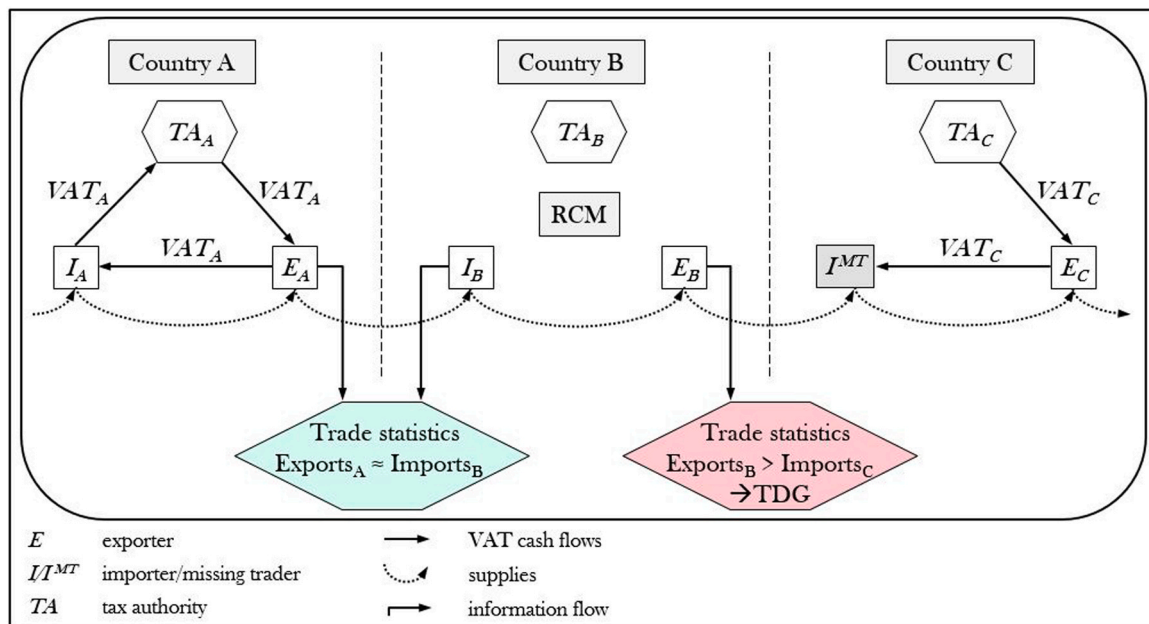 Country A
Country B
Country C
TA_A
TA_B
TA_C
VAT_A
VAT_A
VAT_C
RCM
VAT_A
VAT_C
I_A
E_A
I_B
E_B
I^MT
E_C
Trade statistics
Exports_A ≈ Imports_B
Trade statistics
Exports_B > Imports_C
→TDG
E exporter → VAT cash flows
I/I^MT importer/missing trader supplies
TA tax authority information flow